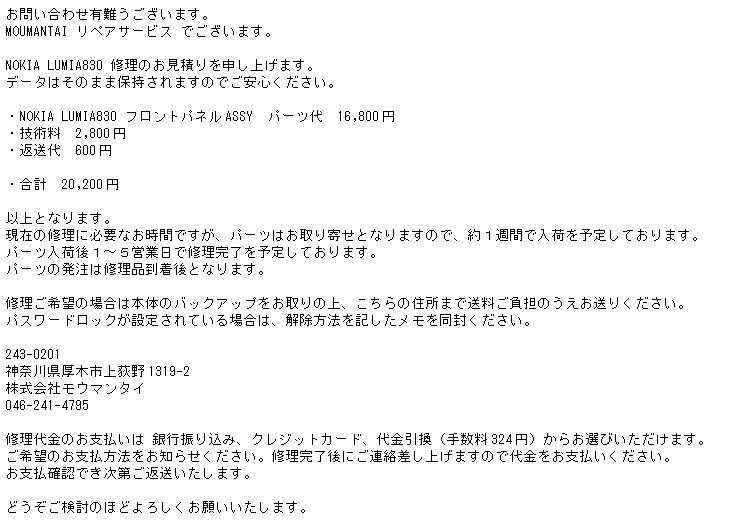 お問い合わせ有難うございます。
MOUMANTAI リペアサービス でございます。
NOKIA LUMIA830 修理のお見積りを申し上げます。
データはそのまま保持されますのでご安心ください。
・NOKIA LUMIA830 フロントパネルASSY　パーツ代　16,800円
・技術料　2,800円
・返送代　600円
・合計　20,200円
以上となります。
現在の修理に必要なお時間ですが、パーツはお取り寄せとなりますので、約１週間で入荷を予定しております。
パーツ入荷後１～５営業日で修理完了を予定しております。
パーツの発注は修理品到着後となります。
修理ご希望の場合は本体のバックアップをお取りの上、こちらの住所まで送料ご負担のうえお送りください。
パスワードロックが設定されている場合は、解除方法を記したメモを同封ください。
243-0201
神奈川県厚木市上荻野1319-2
株式会社モウマンタイ
046-241-4795
修理代金のお支払いは 銀行振り込み、クレジットカード、代金引換（手数料324円）からお選びいただけます。
ご希望のお支払方法をお知らせください。修理完了後にご連絡差し上げますので代金をお支払いください。
お支払確認でき次第ご返送いたします。
どうぞご検討のほどよろしくお願いいたします。